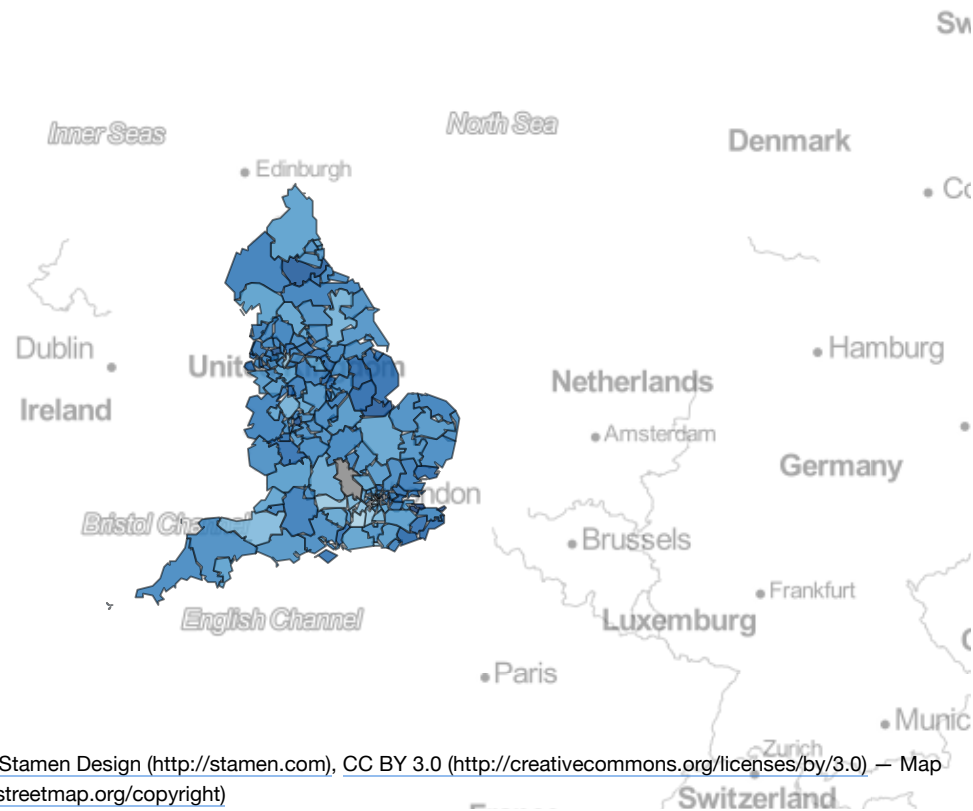 Sw
Inner Seas
North Sea
Denmark
Edinburgh
Co
Dublin
Hamburg
Netherlands
Ireland
Amsterdam
Germany
ndon
Bristol Channel
Brussels
Frankfurt
English Channel
Luxemburg
Paris
Munic
Zurich
Stamen Design (http://stamen.com), CC BY 3.0 (http://creativecommons.org/licenses/by/3.0) — Map
streetmap.org/copyright)
Switzerland